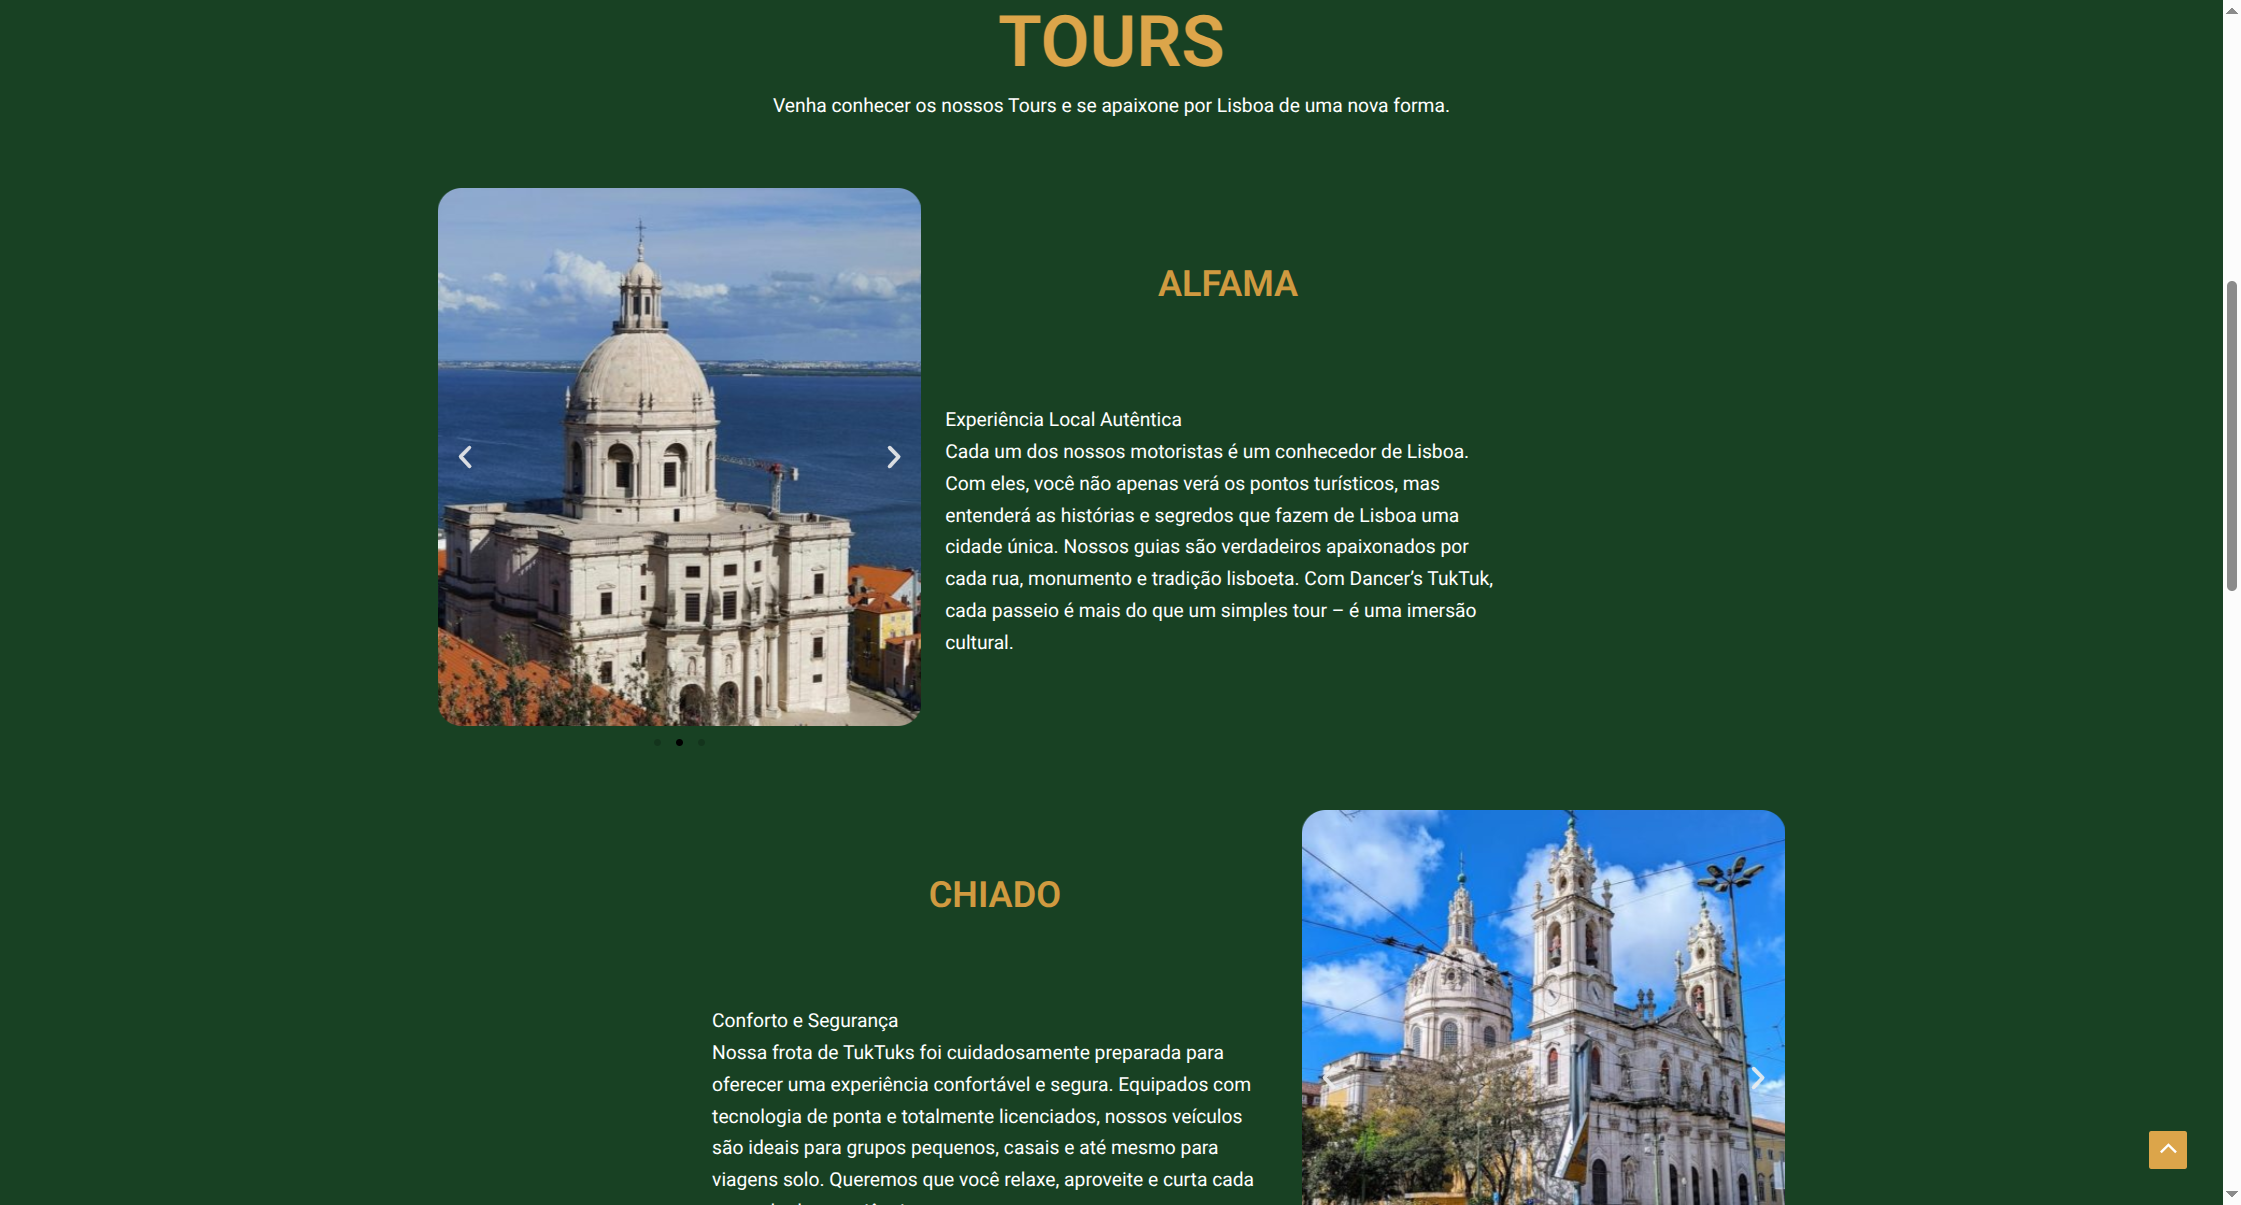 TOURS
Venha conhecer os nossos Tours e se apaixone por Lisboa de uma nova forma.
ALFAMA
Experiência Local Autêntica
Cada um dos nossos motoristas é um conhecedor de Lisboa.
Com eles, você não apenas verá os pontos turísticos, mas
entenderá as histórias e segredos que fazem de Lisboa uma
cidade única. Nossos guias são verdadeiros apaixonados por
cada rua, monumento e tradição lisboeta. Com Dancer’s TukTuk,
cada passeio é mais do que um simples tour – é uma imersão
cultural.
CHIADO
Conforto e Segurança
Nossa frota de TukTuks foi cuidadosamente preparada para
oferecer uma experiência confortável e segura. Equipados com
tecnologia de ponta e totalmente licenciados, nossos veículos
são ideais para grupos pequenos, casais e até mesmo para
viagens solo. Queremos que você relaxe, aproveite e curta cada